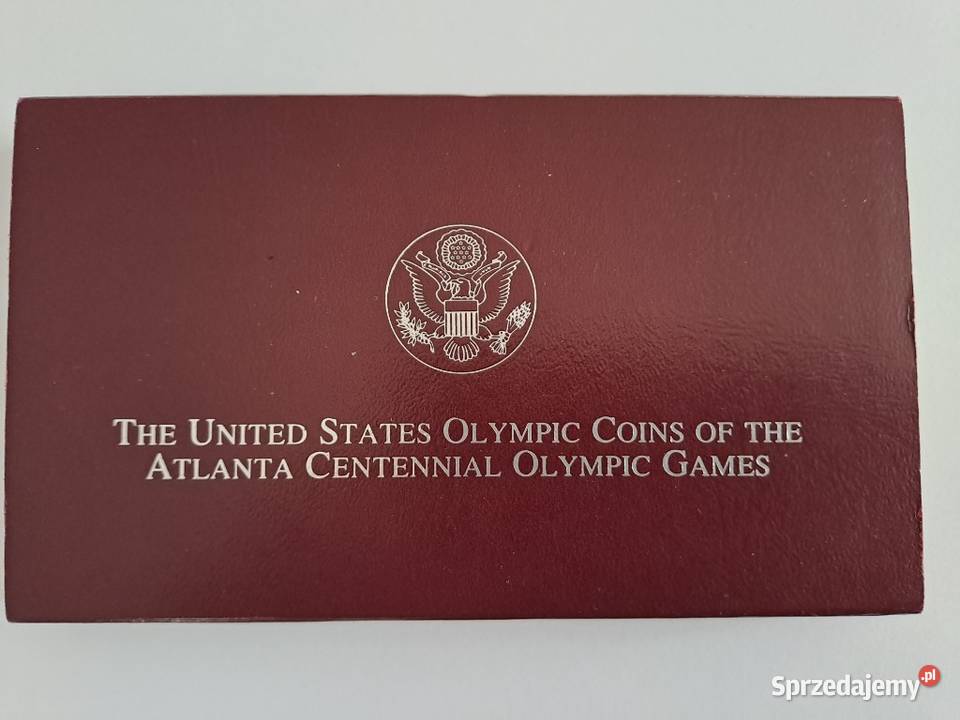 THE UNITED STATES OLYMPIC COINS OF THE
ATLANTA CENTENNIAL OLYMPIC GAMES
Sprzedajemy.pl